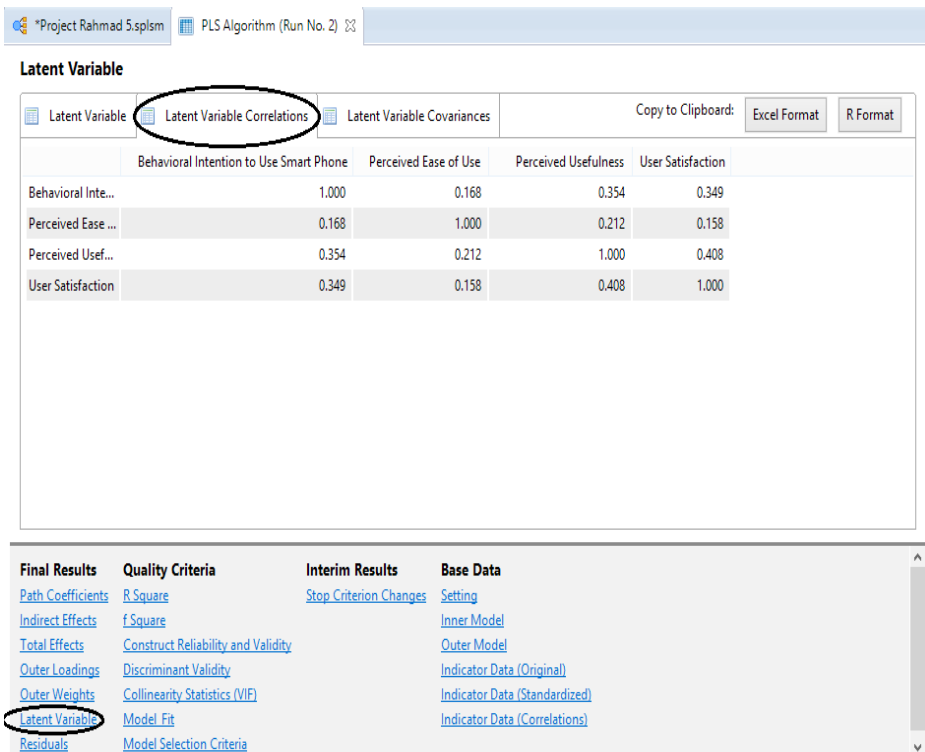 *Project Rahmad 5.splsm PLS Algorithm (Run No. 2)
Latent Variable
Latent Variable Latent Variable Correlations Latent Variable Covariances Copy to Clipboard: Excel Format R Format
Behavioral Intention to Use Smart Phone Perceived Ease of Use Perceived Usefulness User Satisfaction
Behavioral Inte... 1.000 0.168 0.354 0.349
Perceived Ease ... 0.168 1.000 0.212 0.158
Perceived Usef... 0.354 0.212 1.000 0.408
User Satisfaction 0.349 0.158 0.408 1.000
Final Results Quality Criteria Interim Results Base Data
Path Coefficients R Square Stop Criterion Changes Setting
Indirect Effects f Square Inner Model
Total Effects Construct Reliability and Validity Outer Model
Outer Loadings Discriminant Validity Indicator Data (Original)
Outer Weights Collinearity Statistics (VIF) Indicator Data (Standardized)
Latent Variable Model Fit Indicator Data (Correlations)
Residuals Model Selection Criteria